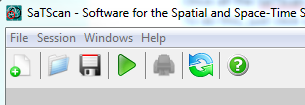 SaTScan - Software for the Spatial and Space-Time S
File Session Windows Help